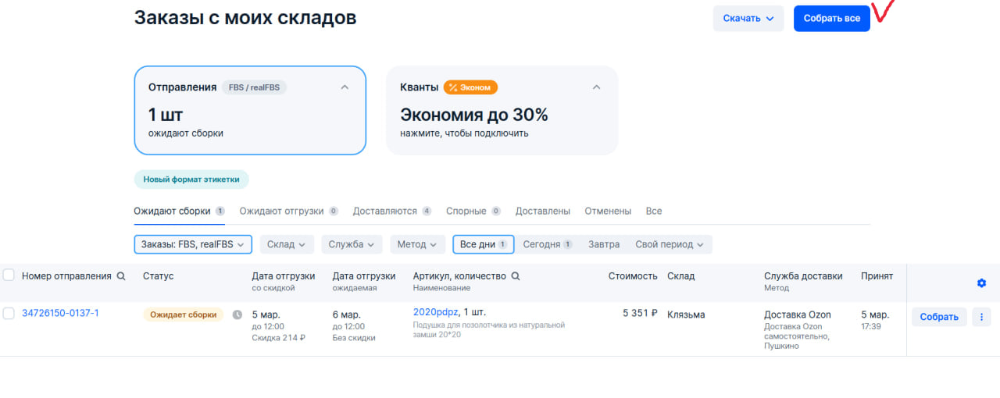 Заказы с моих складов
Скачать
Собрать все
Отправления FBS / realFBS
1 шт
ожидают сборки
Кванты Эконом
Экономия до 30%
нажмите, чтобы подключить
Новый формат этикетки
Ожидают сборки 1 Ожидают отгрузки 0 Доставляются 4 Спорные 0 Доставлены Отменены Все
Заказы: FBS, realFBS Склад Служба Метод Все дни 1 Сегодня 1 Завтра Свой период
Номер отправления Статус Дата отгрузки Дата отгрузки Артикул, количество Стоимость Склад Служба доставки Принят
со скидкой ожидаемая Наименование Метод
34726150-0137-1 Ожидает сборки 5 мар. 6 мар. 2020pdpz, 1 шт. 5 351 ₽ Клязьма Доставка Ozon 5 мар. Собрать
до 12:00 до 12:00 Подушка для позолотчика из натуральной Доставка Ozon 17:39
Скидка 214 ₽ Без скидки замши 20*20 самостоятельно,
Пушкино